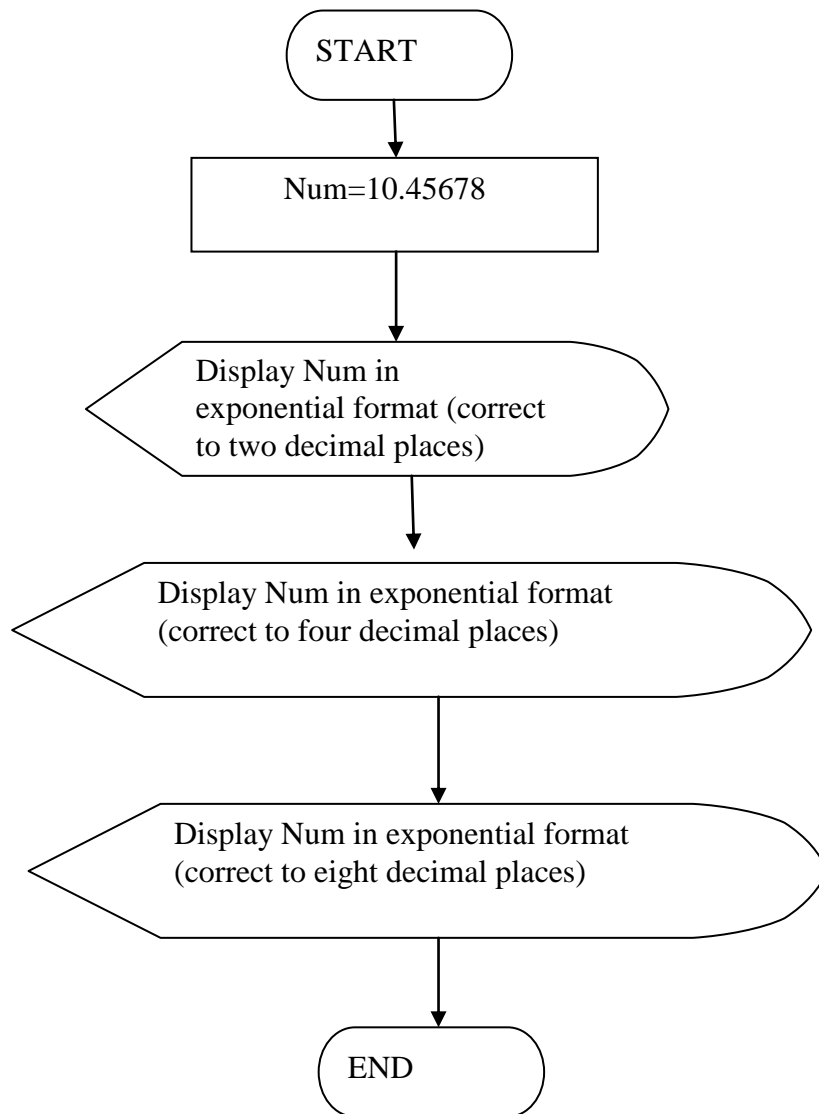 START
Num=10.45678
Display Num in
exponential format (correct
to two decimal places)
Display Num in exponential format
(correct to four decimal places)
Display Num in exponential format
(correct to eight decimal places)
END